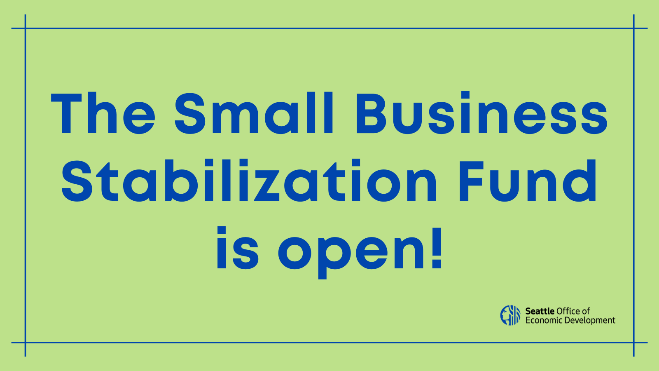 The Small Business
Stabilization Fund
is open!
Seattle Office of
Economic Development